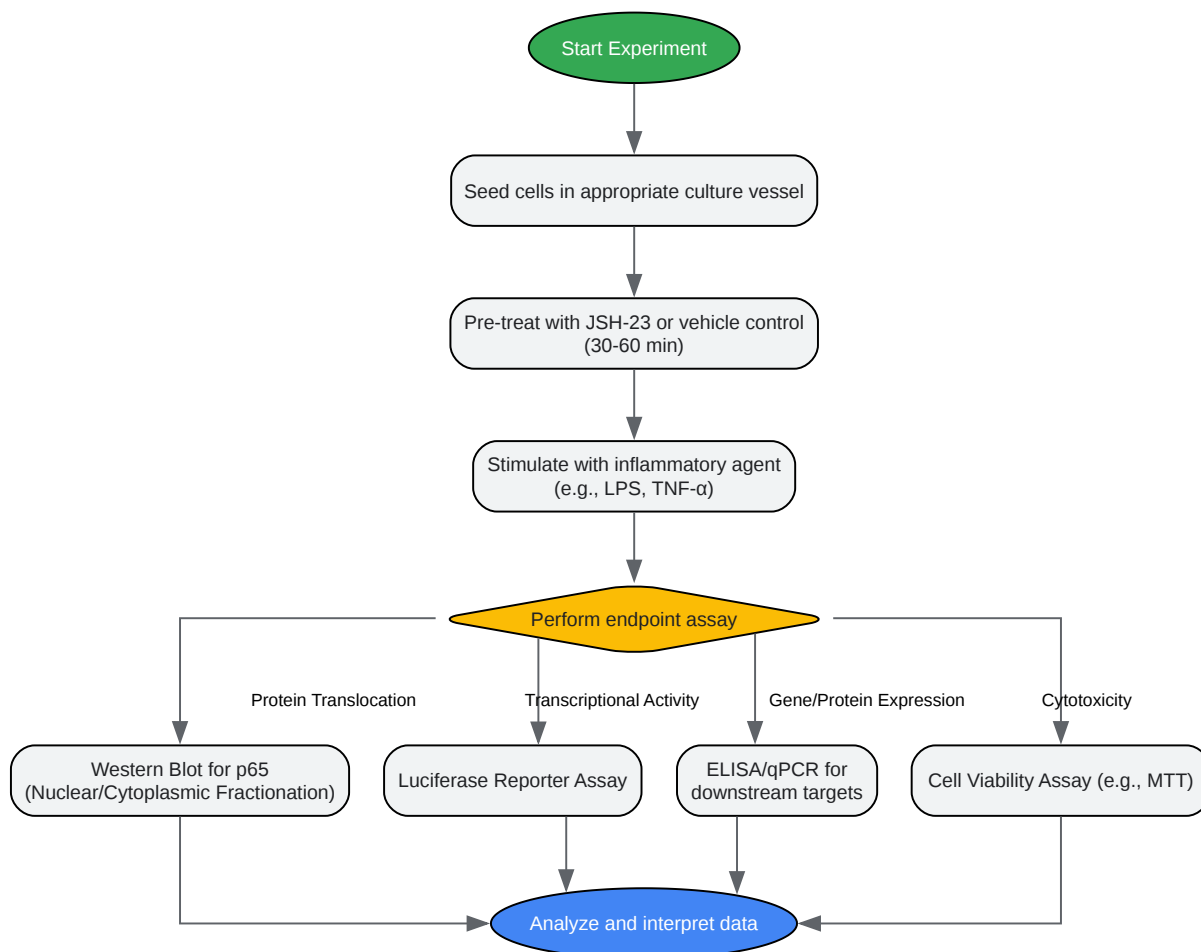 Start Experiment
Seed cells in appropriate culture vessel
Pre-treat with JSH-23 or vehicle control
(30-60 min)
Stimulate with inflammatory agent
(e.g., LPS, TNF-α)
Perform endpoint assay
Protein Translocation
Transcriptional Activity
Gene/Protein Expression
Cytotoxicity
Western Blot for p65
(Nuclear/Cytoplasmic Fractionation)
Luciferase Reporter Assay
ELISA/qPCR for
downstream targets
Cell Viability Assay (e.g., MTT)
Analyze and interpret data